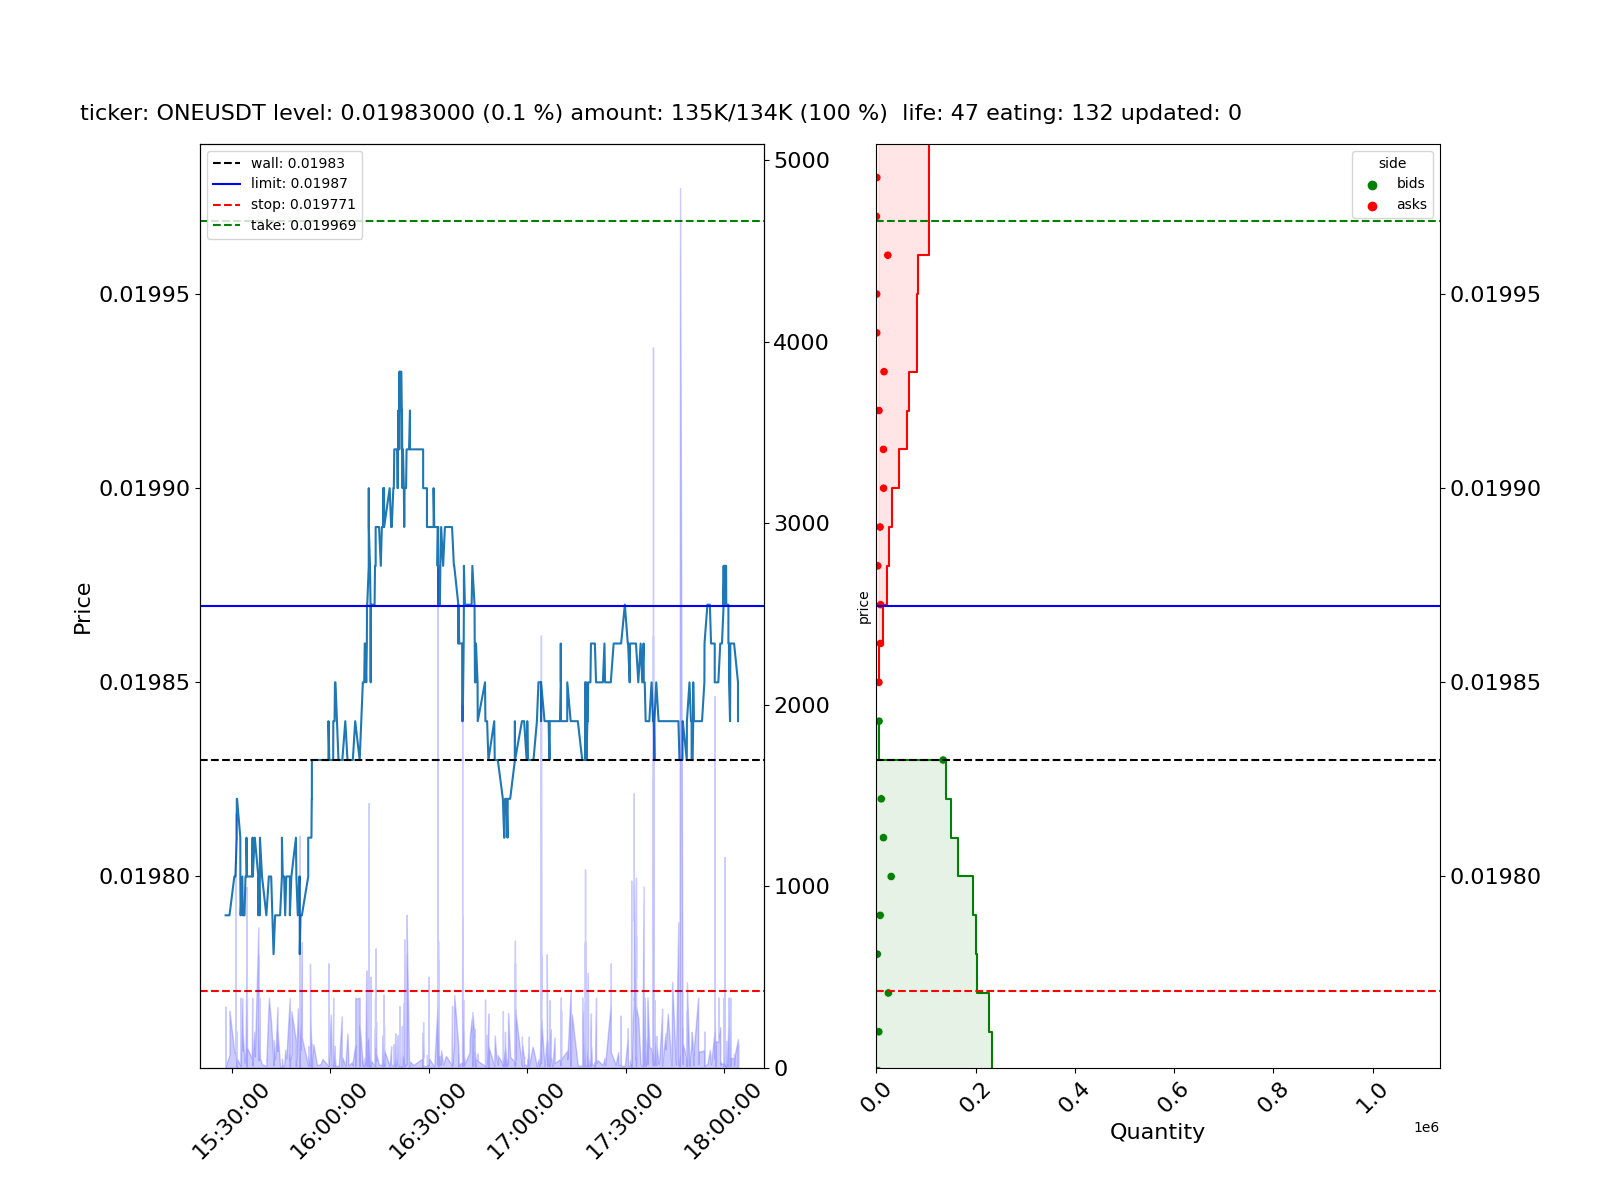 ticker: ONEUSDT level: 0.01983000 (0.1 %) amount: 135K/134K (100 %)  life: 47 eating: 132 updated: 0
wall: 0.01983
limit: 0.01987
stop: 0.019771
take: 0.019969
Price
0.01995
0.01990
0.01985
0.01980
5000
4000
3000
2000
1000
0
15:30:00
16:00:00
16:30:00
17:00:00
17:30:00
18:00:00
side
bids
asks
price
0.01995
0.01990
0.01985
0.01980
0.0
0.2
0.4
0.6
0.8
1.0
1e6
Quantity